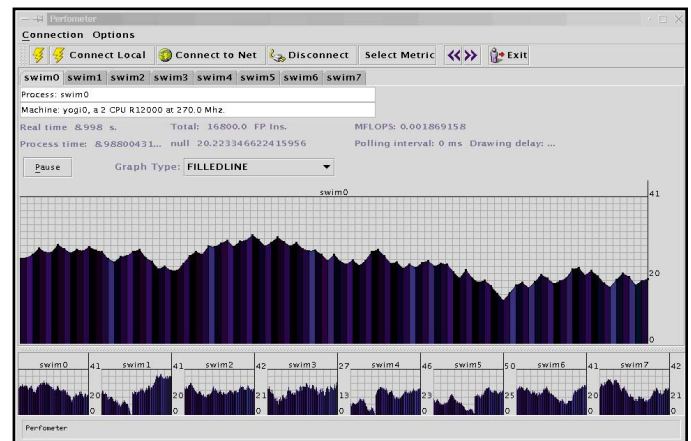 Perfometer
Connection Options
Connect Local Connect to Net Disconnect Select Metric Exit
swim0 swim1 swim2 swim3 swim4 swim5 swim6 swim7
Process: swim0
Machine: yogi0, a 2 CPU R12000 at 270.0 Mhz.
Real time 8.998 s. Total: 16800.0 FP Ins. MFLOPS: 0.001869158
Process time: 8.98800431... null 20.223346622415956 Polling interval: 0 ms Drawing delay: ...
Pause Graph Type: FILLEDLINE
swim0 41
20
0
swim0 41 swim1 41 swim2 42 swim3 27 swim4 46 swim5 50 swim6 41 swim7 42
20 20 21 13 23 25 20 21
0 0 0 0 0 0 0 0
Perfometer